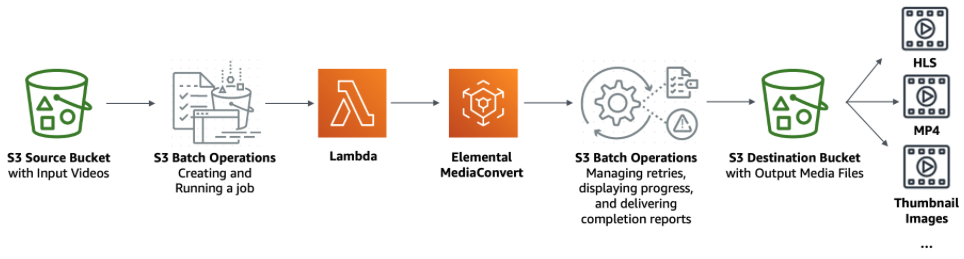 S3 Source Bucket
with Input Videos
S3 Batch Operations
Creating and
Running a job
Lambda
Elemental
MediaConvert
S3 Batch Operations
Managing retries,
displaying progress,
and delivering
completion reports
S3 Destination Bucket
with Output Media Files
HLS
MP4
Thumbnail
Images
...